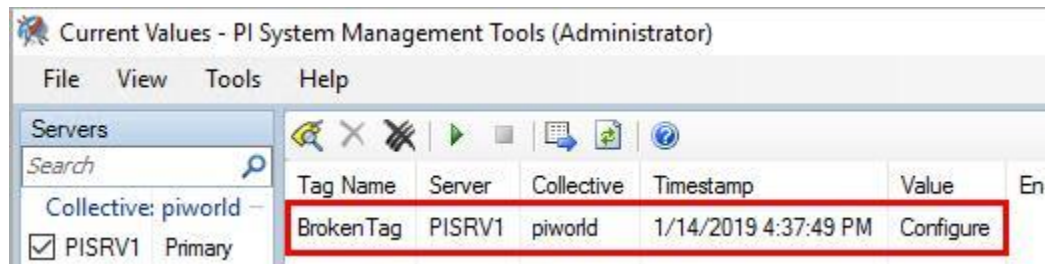 Current Values - PI System Management Tools (Administrator)
File View Tools Help
Servers
Search
Collective: piworld
PISRV1 Primary
Tag Name Server Collective Timestamp Value En
BrokenTag PISRV1 piworld 1/14/2019 4:37:49 PM Configure